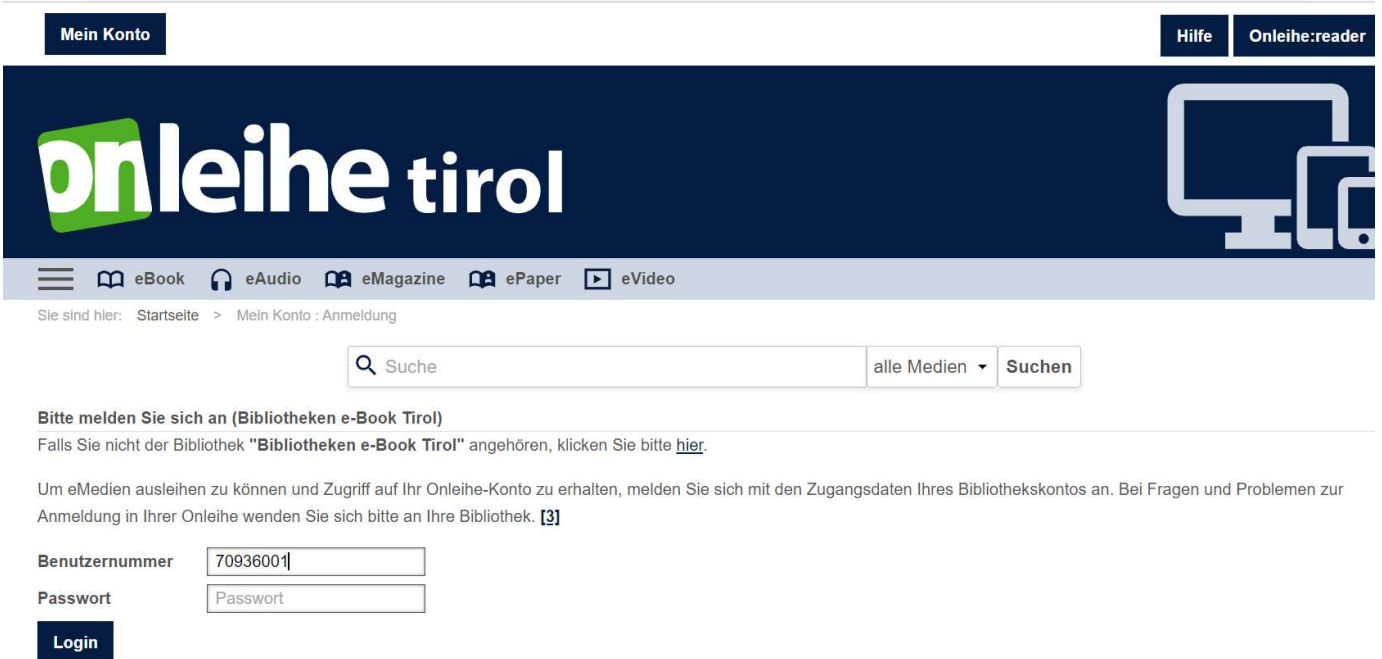 Mein Konto
Hilfe Onleihe:reader
onleihe tirol
eBook eAudio eMagazine ePaper eVideo
Sie sind hier: Startseite > Mein Konto : Anmeldung
Suche alle Medien Suchen
Bitte melden Sie sich an (Bibliotheken e-Book Tirol)
Falls Sie nicht der Bibliothek "Bibliotheken e-Book Tirol" angehören, klicken Sie bitte hier.
Um eMedien ausleihen zu können und Zugriff auf Ihr Onleihe-Konto zu erhalten, melden Sie sich mit den Zugangsdaten Ihres Bibliothekskontos an. Bei Fragen und Problemen zur
Anmeldung in Ihrer Onleihe wenden Sie sich bitte an Ihre Bibliothek. [3]
Benutzernummer 70936001
Passwort Passwort
Login